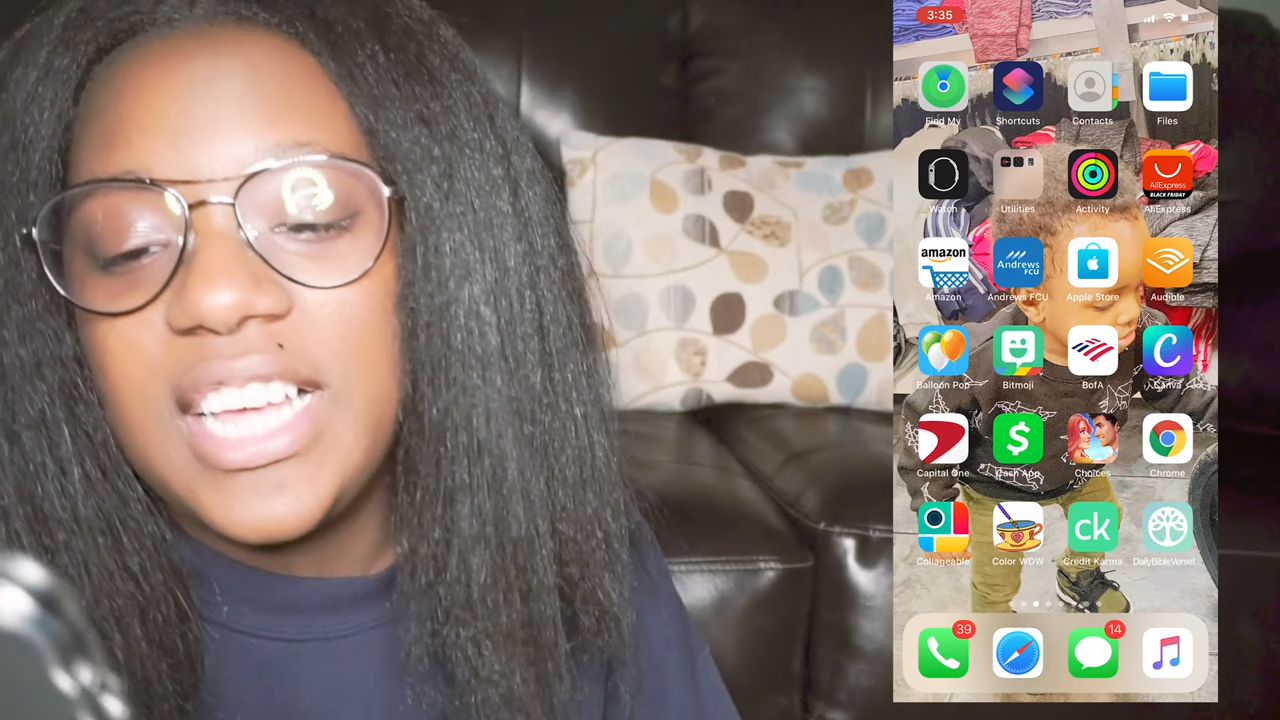 3:35
Find My Shortcuts Contacts Files
AliExpress
BLACK FRIDAY
Watch Utilities Activity AliExpress
amazon Andrews
FCU
Amazon Andrews FCU Apple Store Audible
Balloon Pop Bitmoji BofA Canva
$
Capital One Cash App Choices Chrome
ck
Collageable Color WDW Credit Karma DailyBibleVerse...
39 14